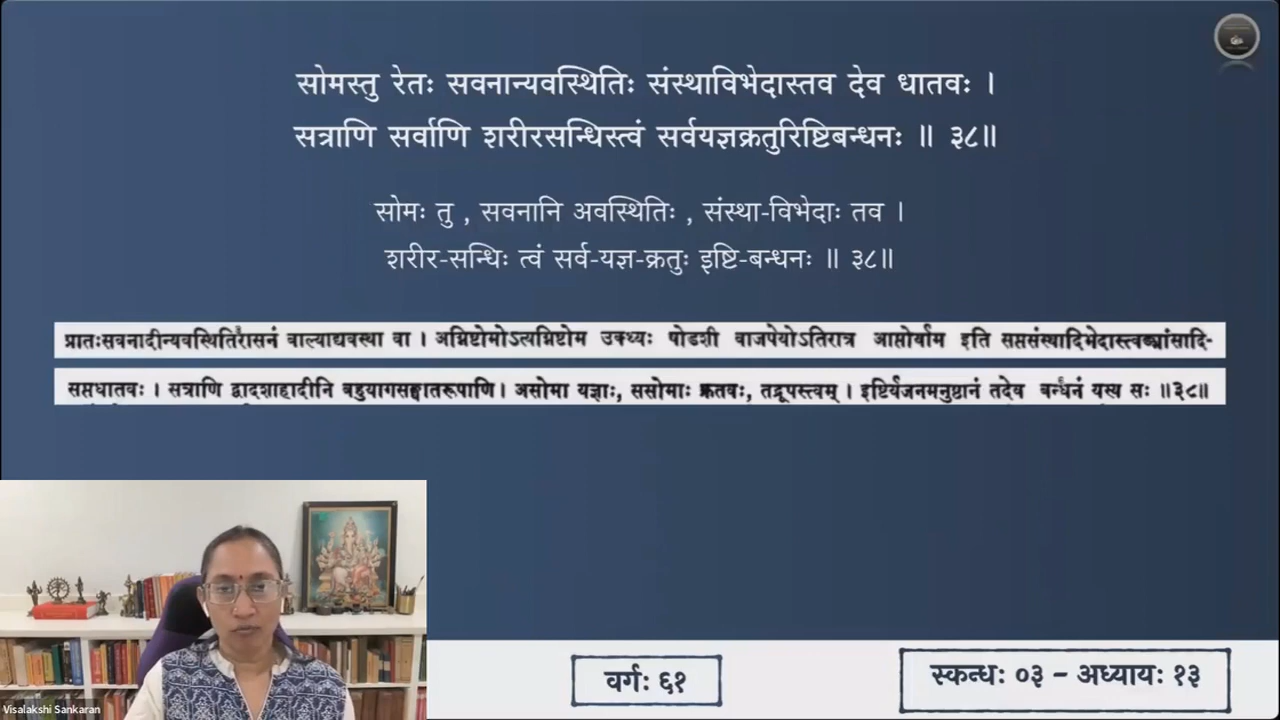 सोमस्तु रेतः सवनान्यवस्थितिः संस्थाविभेदास्तव देव धातवः ।
सत्राणि सर्वाणि शरीरसन्धिस्त्वं सर्वयज्ञक्रतुरिष्टिबन्धनः ॥ ३८॥
सोमः तु , सवनानि अवस्थितिः , संस्था-विभेदाः तव ।
शरीर-सन्धिः त्वं सर्व-यज्ञ-क्रतुः इष्टि-बन्धनः ॥ ३८॥
प्रातःसवनादीन्यवस्थितिरासनं वाल्याद्यवस्था वा । अग्निष्टोमोऽत्यग्निष्टोम उक्थ्यः षोडशी वाजपेयोऽतिरात्र आप्तोर्याम इति सप्तसंस्थादिभेदास्त्वङ्मांसादि-
सप्तधातवः । सत्राणि द्वादशाहादीनि बहुयागसङ्घातरूपाणि । असोमा यज्ञाः, ससोमाः क्रतवः, तद्रूपस्त्वम् । इष्टिर्यजनमनुष्ठानं तदेव बन्धनं यस्य सः ॥३८॥
Visalakshi Sankaran
वर्गः ६१
स्कन्धः ०३ – अध्यायः १३